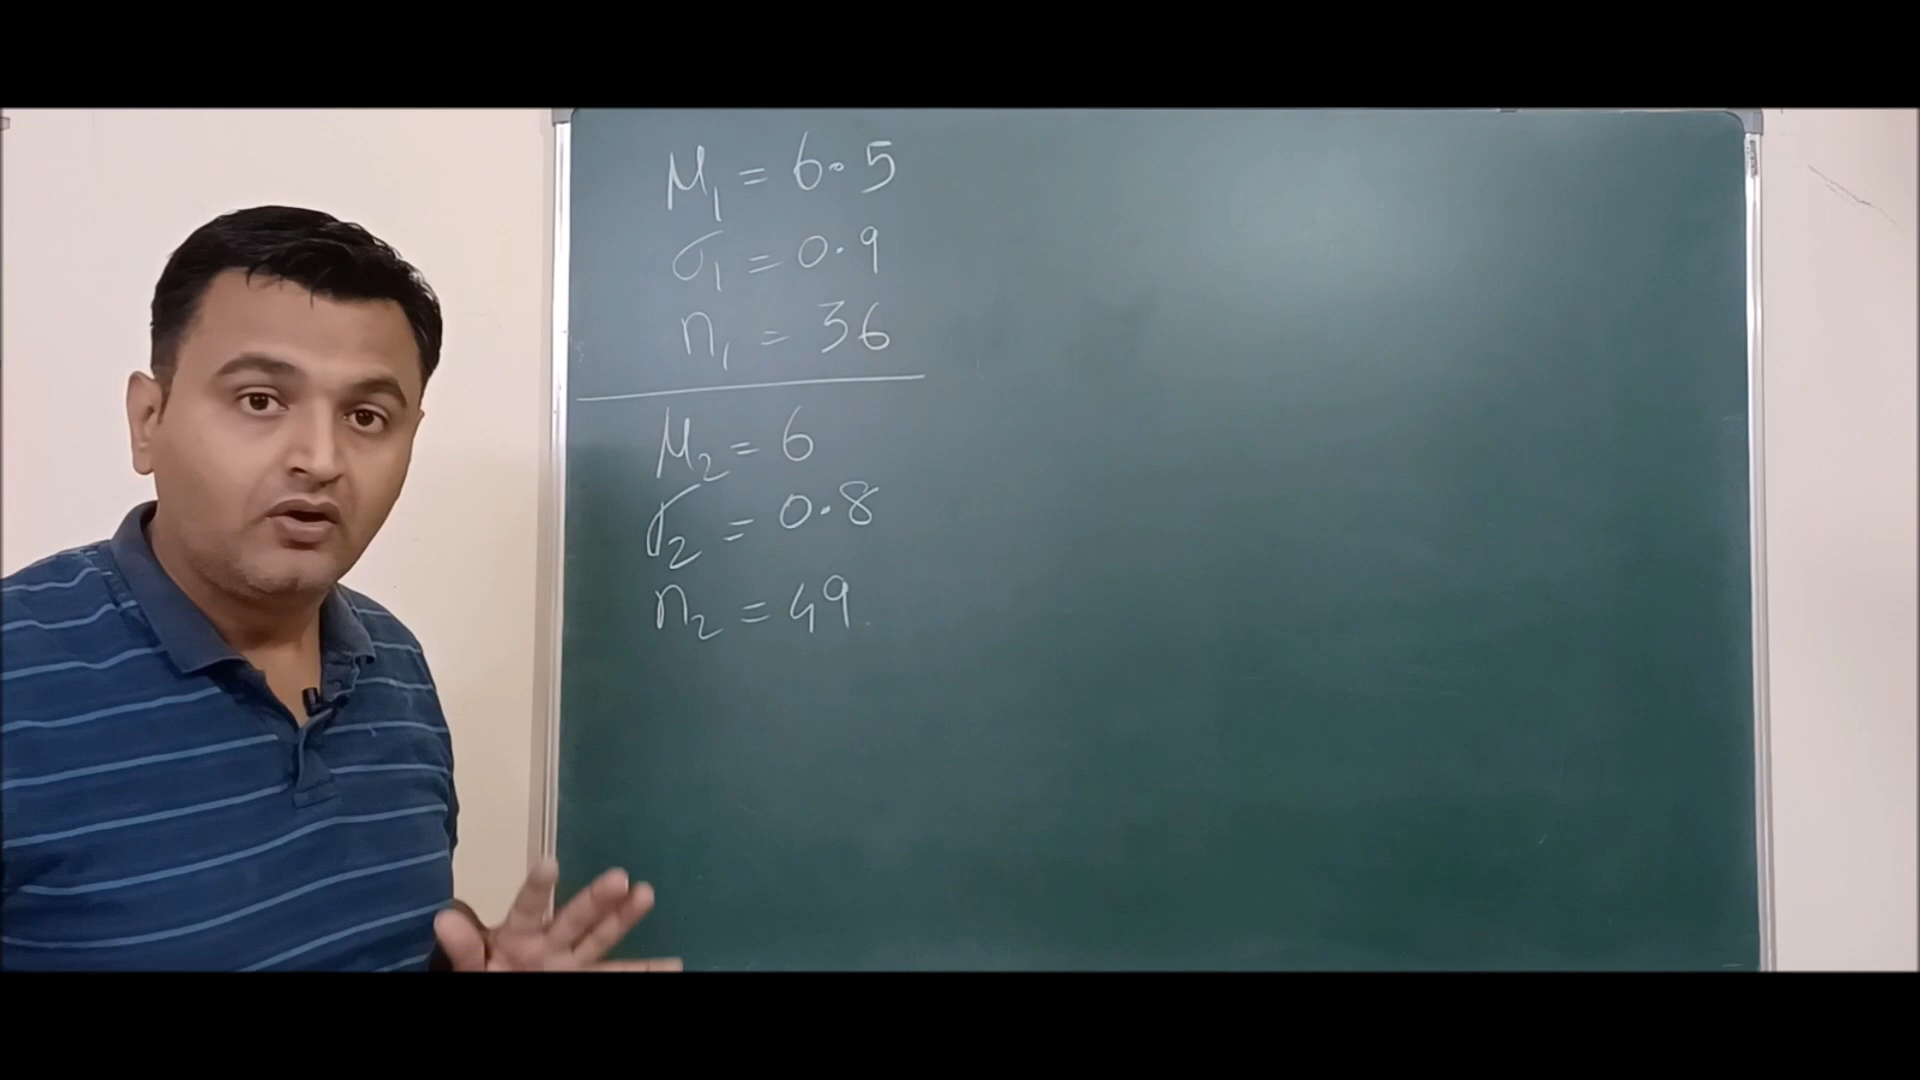 μ₁ = 6.5
σ₁ = 0.9
n₁ = 36
μ₂ = 6
σ₂ = 0.8
n₂ = 49